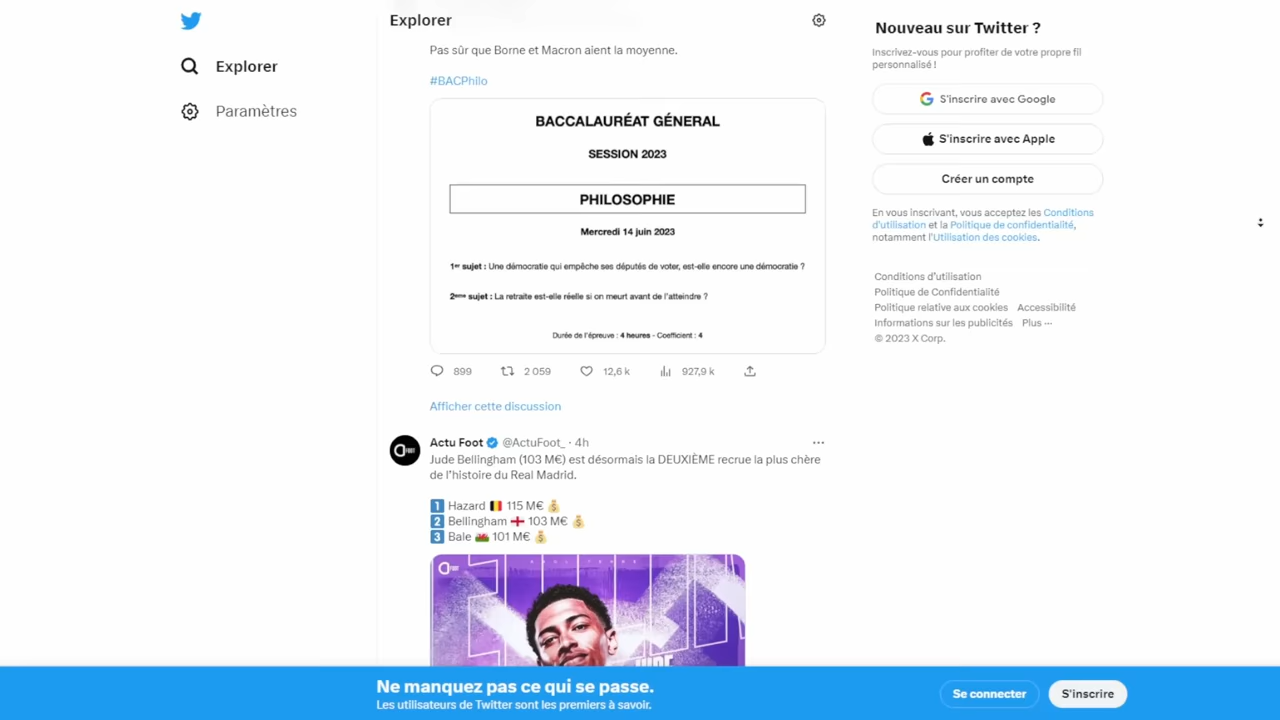 Explorer
Paramètres
Explorer
Pas sûr que Borne et Macron aient la moyenne.
#BACPhilo
BACCALAURÉAT GÉNÉRAL
SESSION 2023
PHILOSOPHIE
Mercredi 14 juin 2023
1er sujet : Une démocratie qui empêche ses députés de voter, est-elle encore une démocratie ?
2ème sujet : La retraite est-elle réelle si on meurt avant de l'atteindre ?
Durée de l'épreuve : 4 heures - Coefficient : 4
899 2 059 12,6 k 927,9 k
Afficher cette discussion
Actu Foot @ActuFoot_ · 4h
Jude Bellingham (103 M€) est désormais la DEUXIÈME recrue la plus chère
de l'histoire du Real Madrid.
1 Hazard 115 M€
2 Bellingham 103 M€
3 Bale 101 M€
FOOT
JUDE
Nouveau sur Twitter ?
Inscrivez-vous pour profiter de votre propre fil
personnalisé !
S'inscrire avec Google
S'inscrire avec Apple
Créer un compte
En vous inscrivant, vous acceptez les Conditions
d'utilisation et la Politique de confidentialité,
notamment l'Utilisation des cookies.
Conditions d'utilisation
Politique de Confidentialité
Politique relative aux cookies Accessibilité
Informations sur les publicités Plus ···
© 2023 X Corp.
Ne manquez pas ce qui se passe.
Les utilisateurs de Twitter sont les premiers à savoir.
Se connecter
S'inscrire